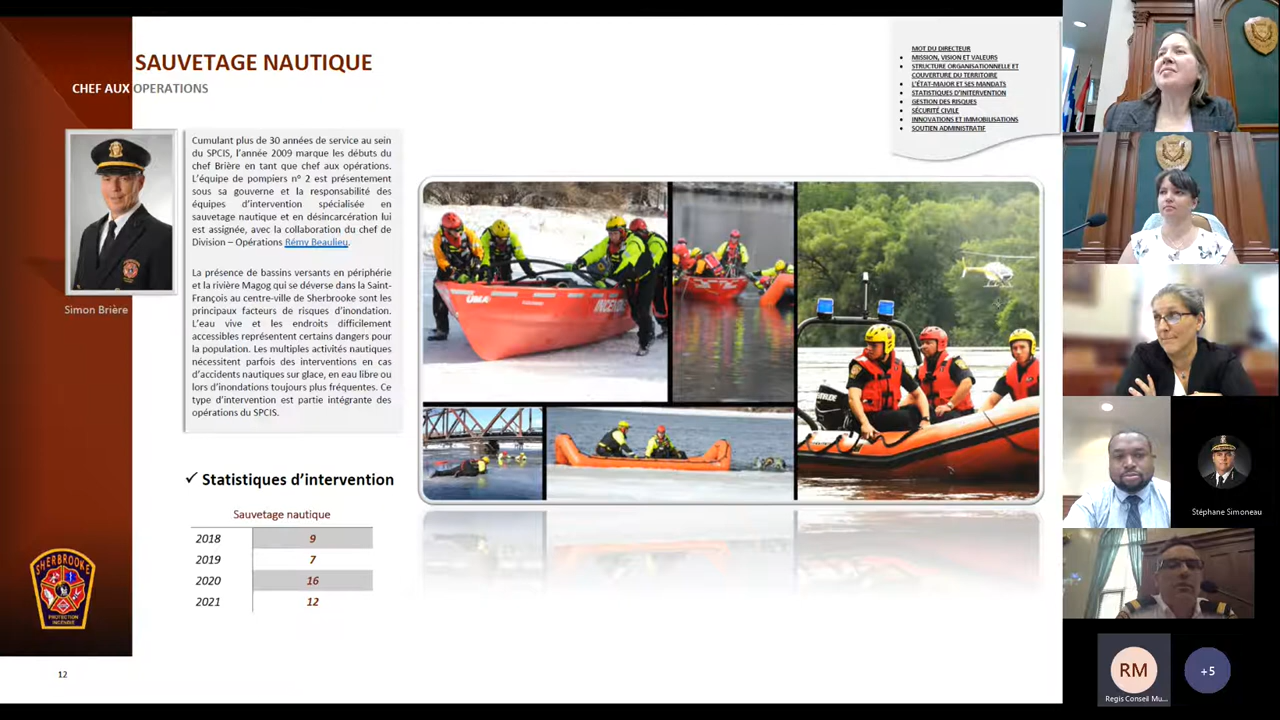 SAUVETAGE NAUTIQUE
CHEF AUX OPERATIONS
MOT DU DIRECTEUR
MISSION, VISION ET VALEURS
STRUCTURE ORGANISATIONNELLE ET
COUVERTURE DU TERRITOIRE
L'ÉTAT-MAJOR ET SES MANDATS
STATISTIQUES D'INITERVENTION
GESTION DES RISQUES
SÉCURITÉ CIVILE
INNOVATIONS ET IMMOBILISATIONS
SOUTIEN ADMINISTRATIF
Cumulant plus de 30 années de service au sein
du SPCIS, l'année 2009 marque les débuts du
chef Brière en tant que chef aux opérations.
L'équipe de pompiers n° 2 est présentement
sous sa gouverne et la responsabilité des
équipes d'intervention spécialisée en
sauvetage nautique et en désincarcération lui
est assignée, avec la collaboration du chef de
Division – Opérations Rémy Beaulieu.
La présence de bassins versants en périphérie
et la rivière Magog qui se déverse dans la Saint-
François au centre-ville de Sherbrooke sont les
principaux facteurs de risques d'inondation.
L'eau vive et les endroits difficilement
accessibles représentent certains dangers pour
la population. Les multiples activités nautiques
nécessitent parfois des interventions en cas
d'accidents nautiques sur glace, en eau libre ou
lors d'inondations toujours plus fréquentes. Ce
type d'intervention est partie intégrante des
opérations du SPCIS.
Simon Brière
✓ Statistiques d'intervention
Sauvetage nautique
2018 9
2019 7
2020 16
2021 12
SHERBROOKE
PROTECTION
INCENDIE
12
Stéphane Simoneau
RM
+5
Regis Conseil Mu...